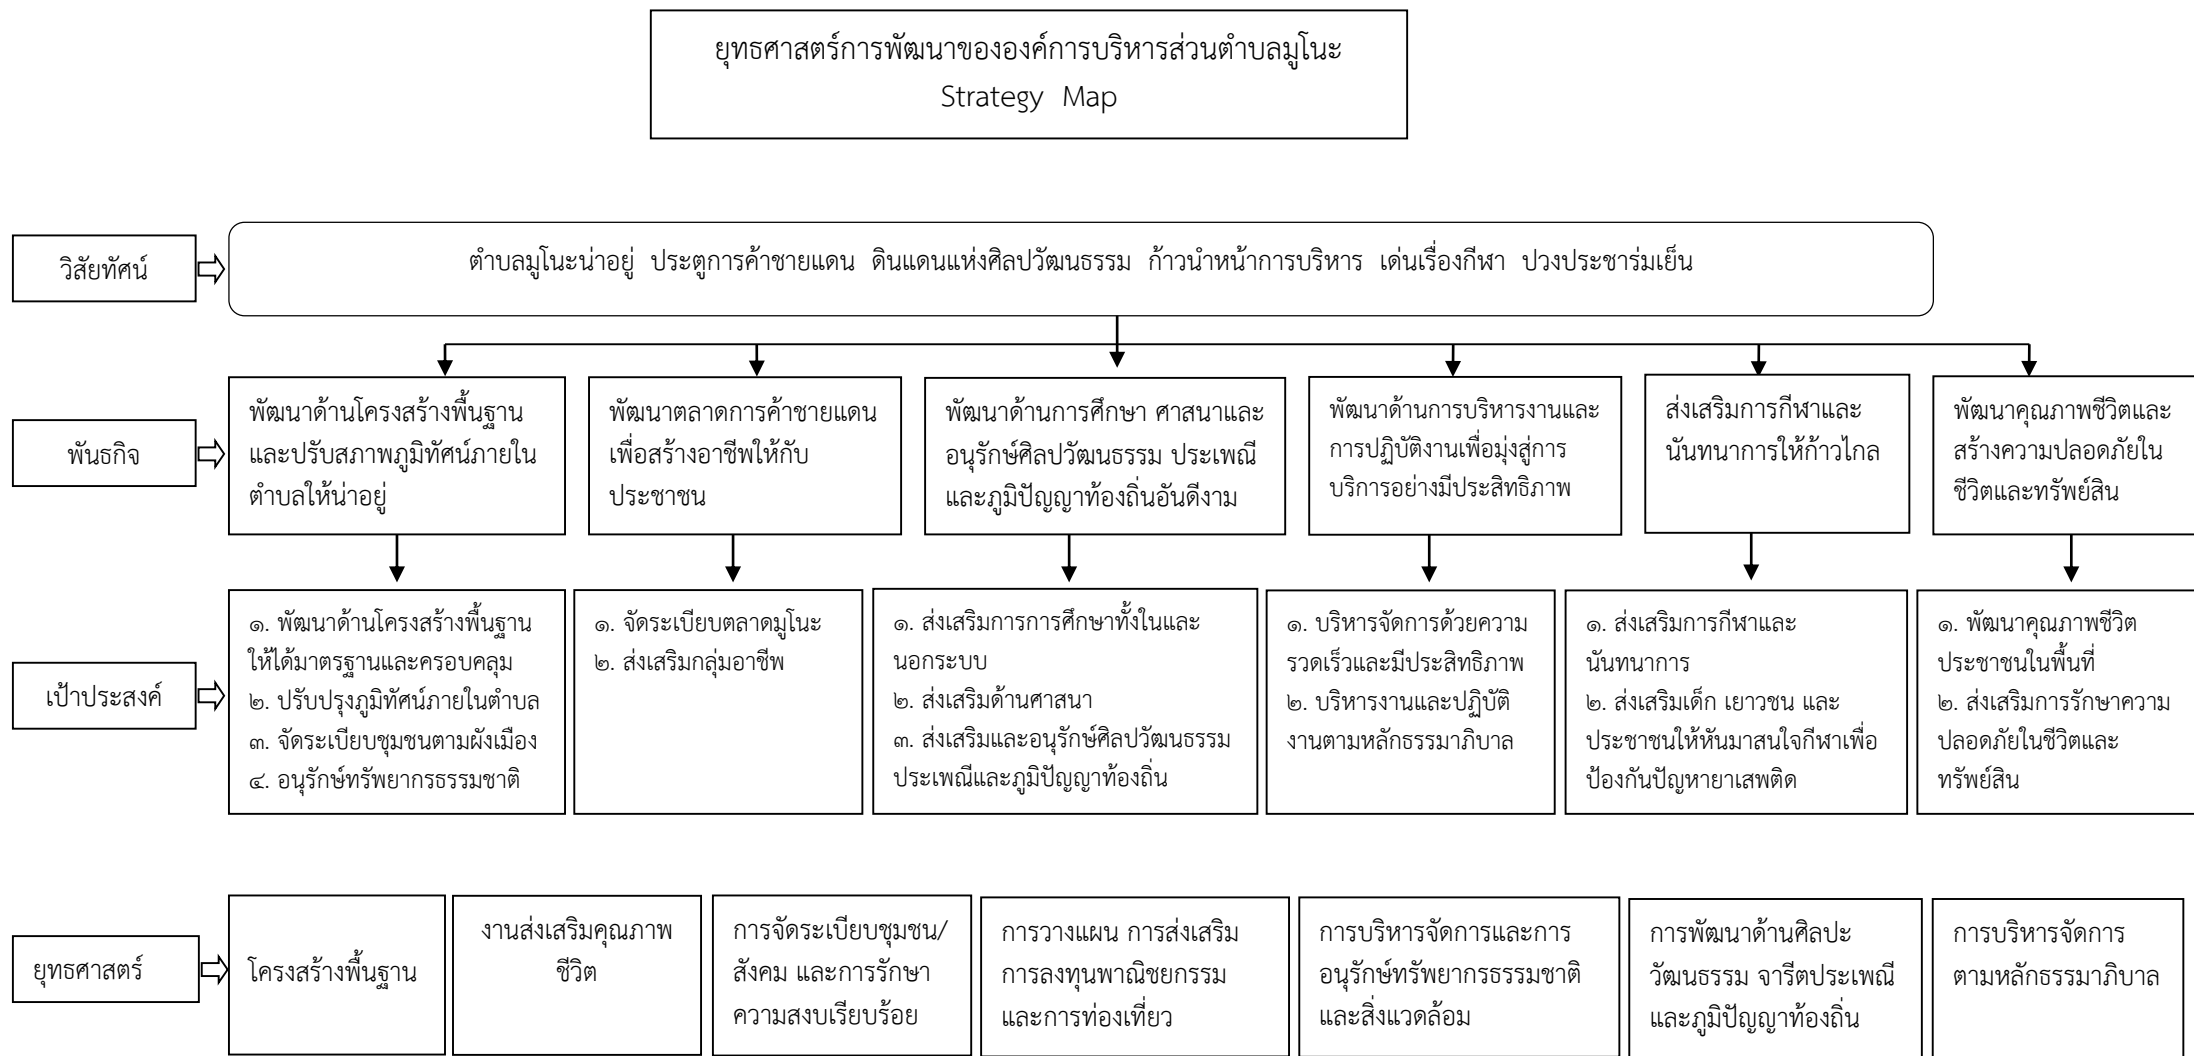 ยุทธศาสตร์การพัฒนาขององค์การบริหารส่วนตำบลมูโนะ
Strategy Map
วิสัยทัศน์
ตำบลมูโนะน่าอยู่ ประตูการค้าชายแดน ดินแดนแห่งศิลปวัฒนธรรม ก้าวนำหน้าการบริหาร เด่นเรื่องกีฬา ปวงประชาร่มเย็น
พันธกิจ
พัฒนาด้านโครงสร้างพื้นฐาน
และปรับสภาพภูมิทัศน์ภายใน
ตำบลให้น่าอยู่
พัฒนาตลาดการค้าชายแดน
เพื่อสร้างอาชีพให้กับ
ประชาชน
พัฒนาด้านการศึกษา ศาสนาและ
อนุรักษ์ศิลปวัฒนธรรม ประเพณี
และภูมิปัญญาท้องถิ่นอันดีงาม
พัฒนาด้านการบริหารงานและ
การปฏิบัติงานเพื่อมุ่งสู่การ
บริการอย่างมีประสิทธิภาพ
ส่งเสริมการกีฬาและ
นันทนาการให้ก้าวไกล
พัฒนาคุณภาพชีวิตและ
สร้างความปลอดภัยใน
ชีวิตและทรัพย์สิน
เป้าประสงค์
๑. พัฒนาด้านโครงสร้างพื้นฐาน
ให้ได้มาตรฐานและครอบคลุม
๒. ปรับปรุงภูมิทัศน์ภายในตำบล
๓. จัดระเบียบชุมชนตามผังเมือง
๔. อนุรักษ์ทรัพยากรธรรมชาติ
๑. จัดระเบียบตลาดมูโนะ
๒. ส่งเสริมกลุ่มอาชีพ
๑. ส่งเสริมการการศึกษาทั้งในและ
นอกระบบ
๒. ส่งเสริมด้านศาสนา
๓. ส่งเสริมและอนุรักษ์ศิลปวัฒนธรรม
ประเพณีและภูมิปัญญาท้องถิ่น
๑. บริหารจัดการด้วยความ
รวดเร็วและมีประสิทธิภาพ
๒. บริหารงานและปฏิบัติ
งานตามหลักธรรมาภิบาล
๑. ส่งเสริมการกีฬาและ
นันทนาการ
๒. ส่งเสริมเด็ก เยาวชน และ
ประชาชนให้หันมาสนใจกีฬาเพื่อ
ป้องกันปัญหายาเสพติด
๑. พัฒนาคุณภาพชีวิต
ประชาชนในพื้นที่
๒. ส่งเสริมการรักษาความ
ปลอดภัยในชีวิตและ
ทรัพย์สิน
ยุทธศาสตร์
โครงสร้างพื้นฐาน
งานส่งเสริมคุณภาพ
ชีวิต
การจัดระเบียบชุมชน/
สังคม และการรักษา
ความสงบเรียบร้อย
การวางแผน การส่งเสริม
การลงทุนพาณิชยกรรม
และการท่องเที่ยว
การบริหารจัดการและการ
อนุรักษ์ทรัพยากรธรรมชาติ
และสิ่งแวดล้อม
การพัฒนาด้านศิลปะ
วัฒนธรรม จารีตประเพณี
และภูมิปัญญาท้องถิ่น
การบริหารจัดการ
ตามหลักธรรมาภิบาล